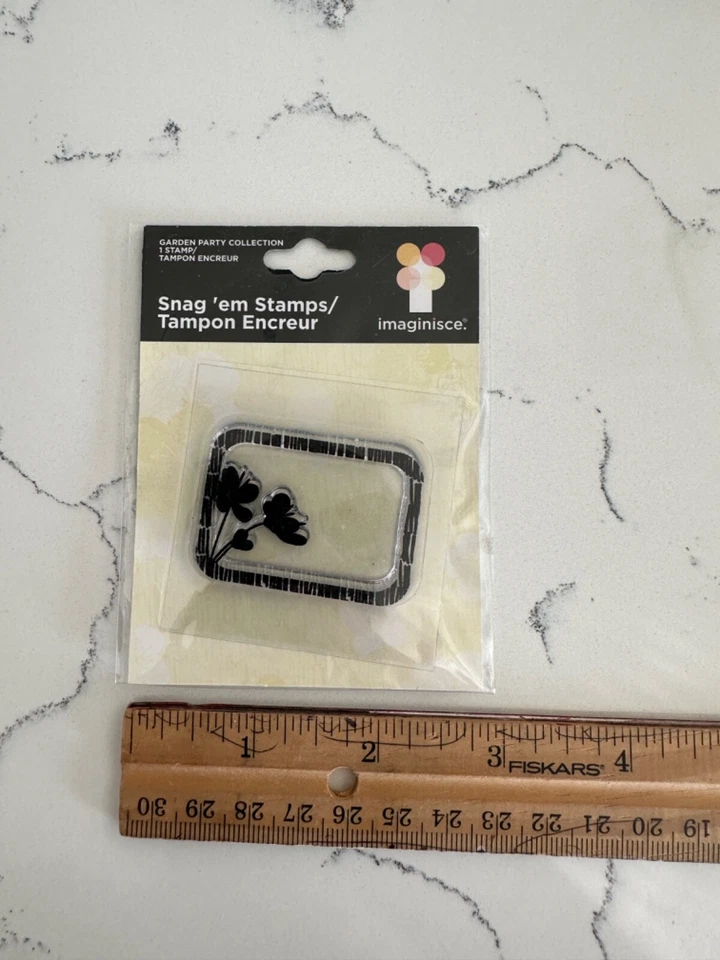 GARDEN PARTY COLLECTION
1 STAMP/
TAMPON ENCREUR
Snag 'em Stamps/
Tampon Encreur
imaginisce®
1 2 3 4
FISKARS®
30 29 28 27 26 25 24 23 22 21 20 19